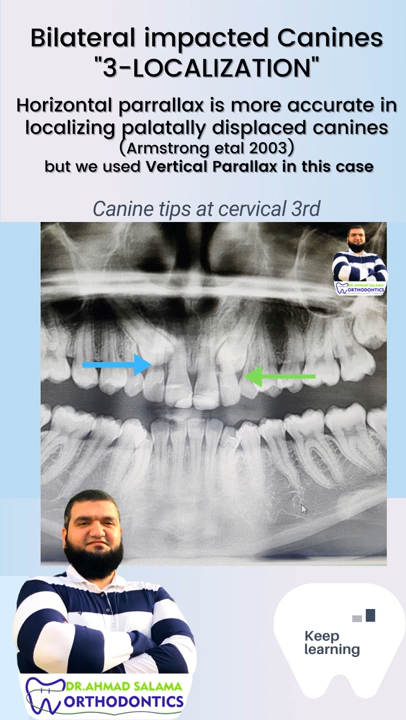 Bilateral impacted Canines
"3-LOCALIZATION"
Horizontal parrallax is more accurate in
localizing palatally displaced canines
(Armstrong etal 2003)
but we used Vertical Parallax in this case
Canine tips at cervical 3rd
DR.AHMAD SALAMA
ORTHODONTICS
DR.AHMAD SALAMA
ORTHODONTICS
Keep
learning